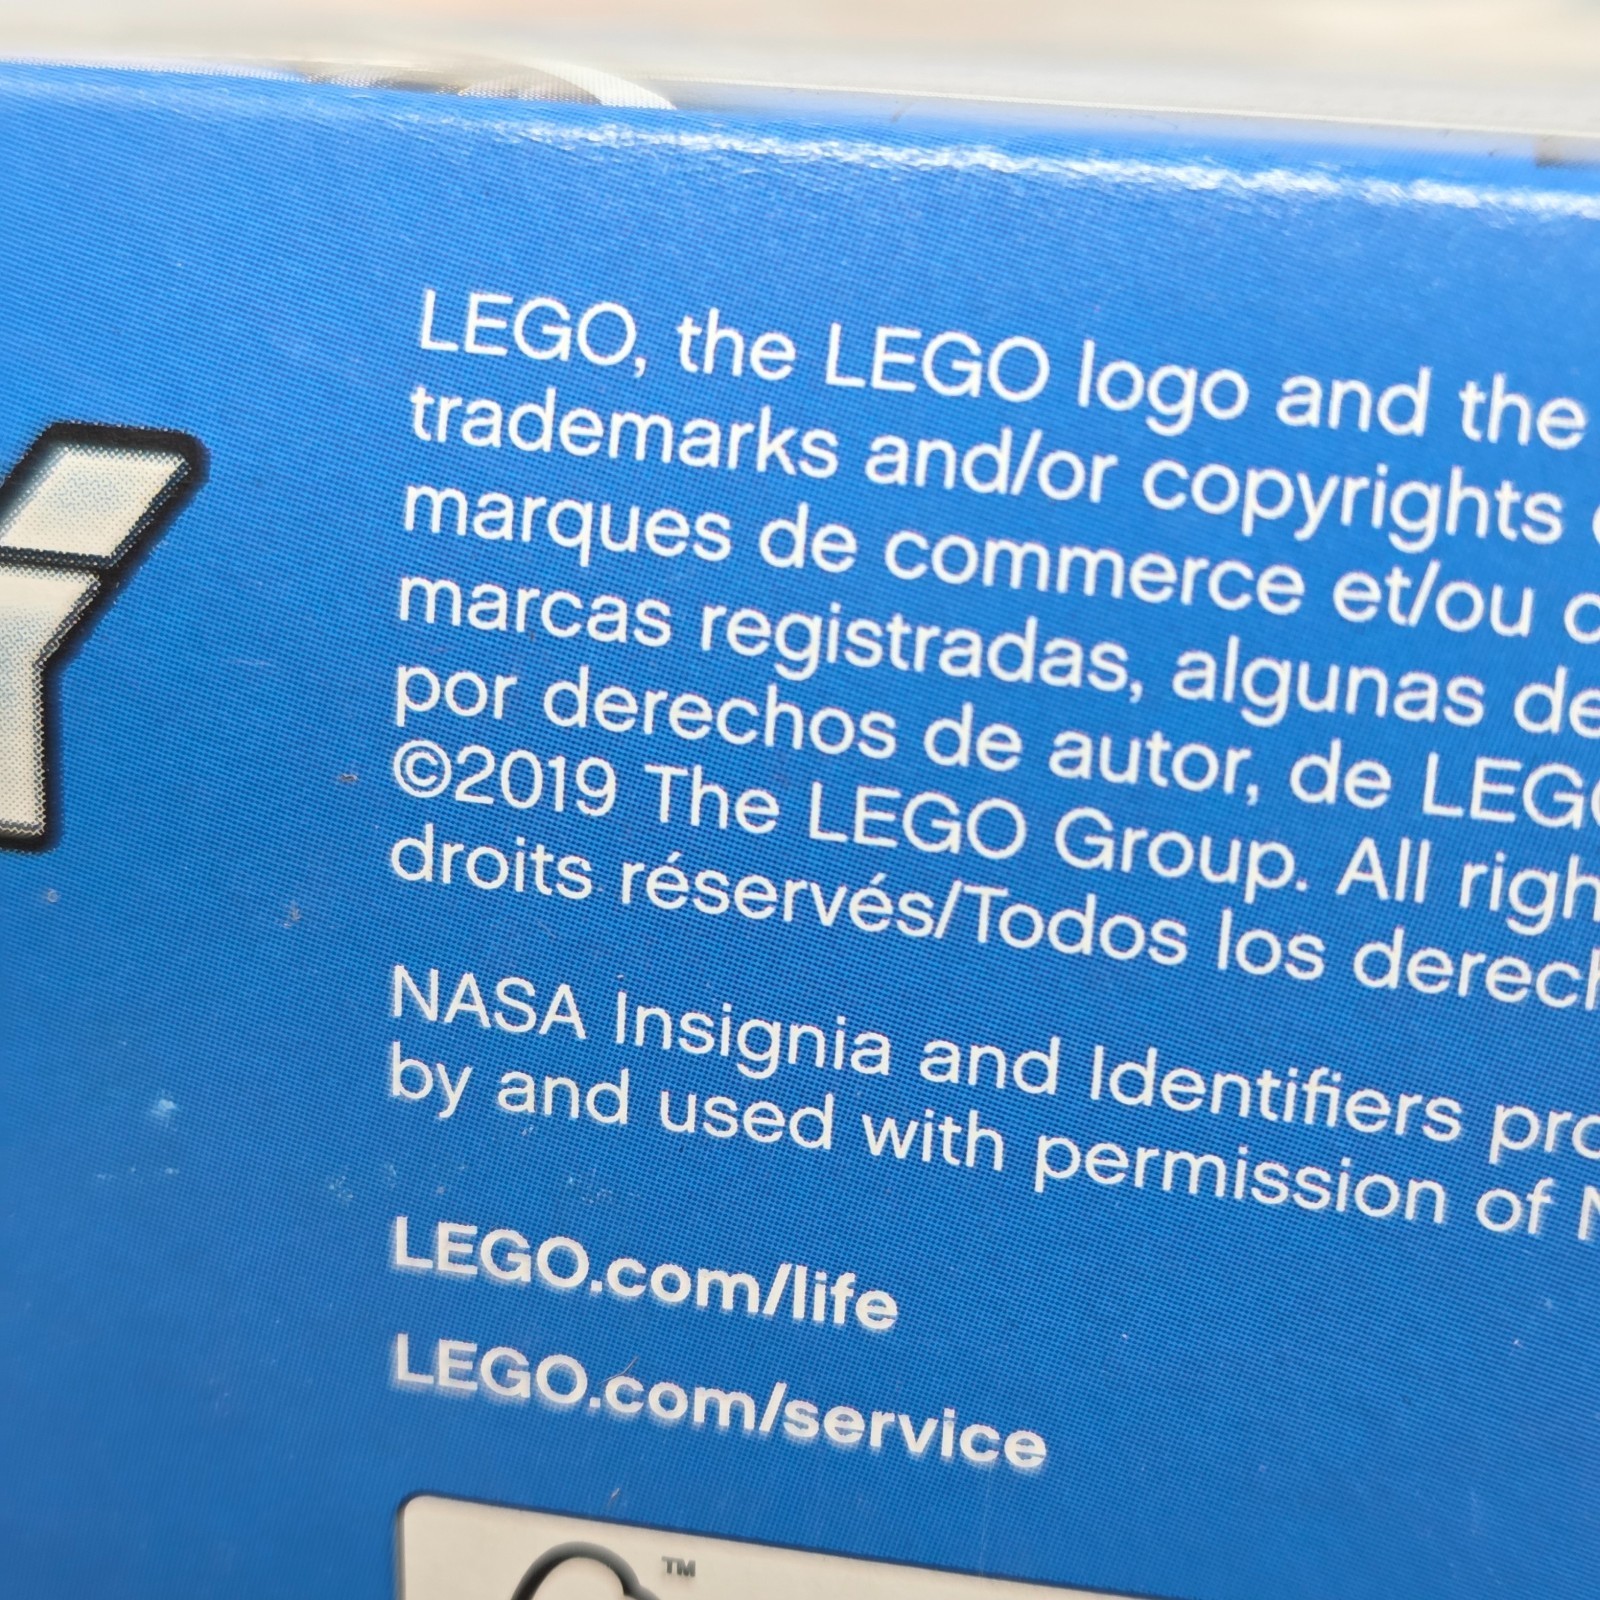 Y
LEGO, the LEGO logo and the
trademarks and/or copyrights
marques de commerce et/ou
marcas registradas, algunas de
por derechos de autor, de LEGO
©2019 The LEGO Group. All
droits réservés/Todos los
NASA Insignia and Identifiers
by and used with permission of
LEGO.com/life
LEGO.com/service
TM